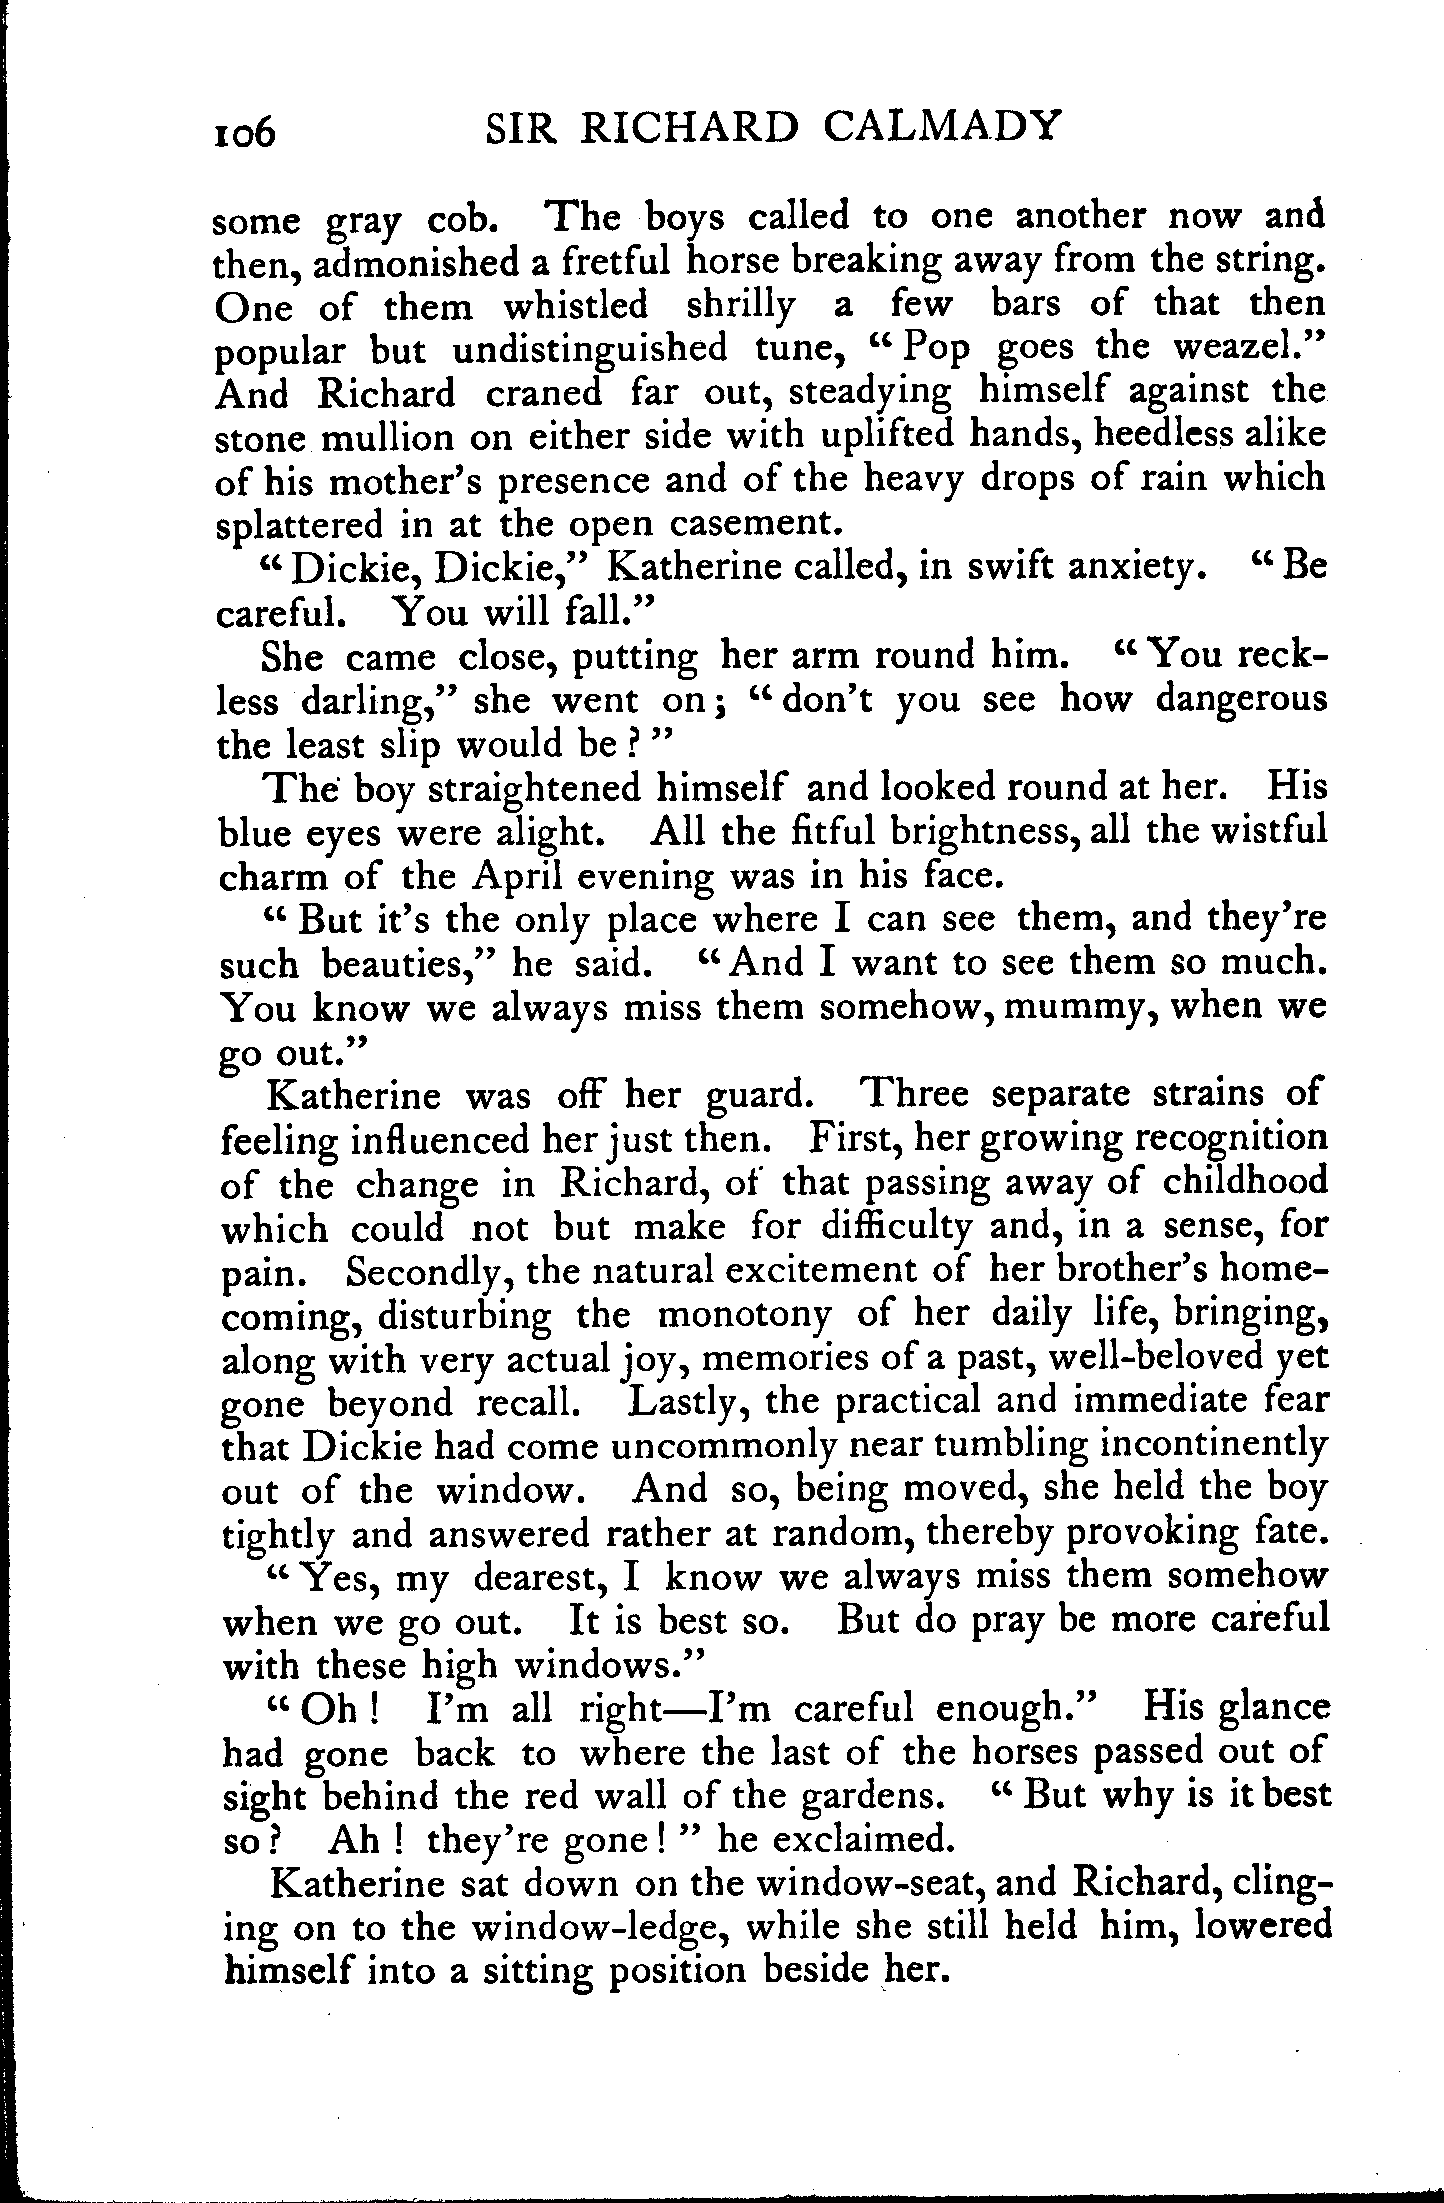 106 SIR RICHARD CALMADY
some gray cob. The boys called to one another now and
then, admonished a fretful horse breaking away from the string.
One of them whistled shrilly a few bars of that then
popular but undistinguished tune, “Pop goes the weazel.”
And Richard craned far out, steadying himself against the
stone mullion on either side with uplifted hands, heedless alike
of his mother’s presence and of the heavy drops of rain which
splattered in at the open casement.
“Dickie, Dickie,” Katherine called, in swift anxiety. “Be
careful. You will fall.”
She came close, putting her arm round him. “You reck-
less darling,” she went on; “don’t you see how dangerous
the least slip would be?”
The boy straightened himself and looked round at her. His
blue eyes were alight. All the fitful brightness, all the wistful
charm of the April evening was in his face.
“But it’s the only place where I can see them, and they’re
such beauties,” he said. “And I want to see them so much.
You know we always miss them somehow, mummy, when we
go out.”
Katherine was off her guard. Three separate strains of
feeling influenced her just then. First, her growing recognition
of the change in Richard, of that passing away of childhood
which could not but make for difficulty and, in a sense, for
pain. Secondly, the natural excitement of her brother’s home-
coming, disturbing the monotony of her daily life, bringing,
along with very actual joy, memories of a past, well-beloved yet
gone beyond recall. Lastly, the practical and immediate fear
that Dickie had come uncommonly near tumbling incontinently
out of the window. And so, being moved, she held the boy
tightly and answered rather at random, thereby provoking fate.
“Yes, my dearest, I know we always miss them somehow
when we go out. It is best so. But do pray be more careful
with these high windows.”
“Oh! I’m all right—I’m careful enough.” His glance
had gone back to where the last of the horses passed out of
sight behind the red wall of the gardens. “But why is it best
so? Ah! they’re gone!” he exclaimed.
Katherine sat down on the window-seat, and Richard, cling-
ing on to the window-ledge, while she still held him, lowered
himself into a sitting position beside her.